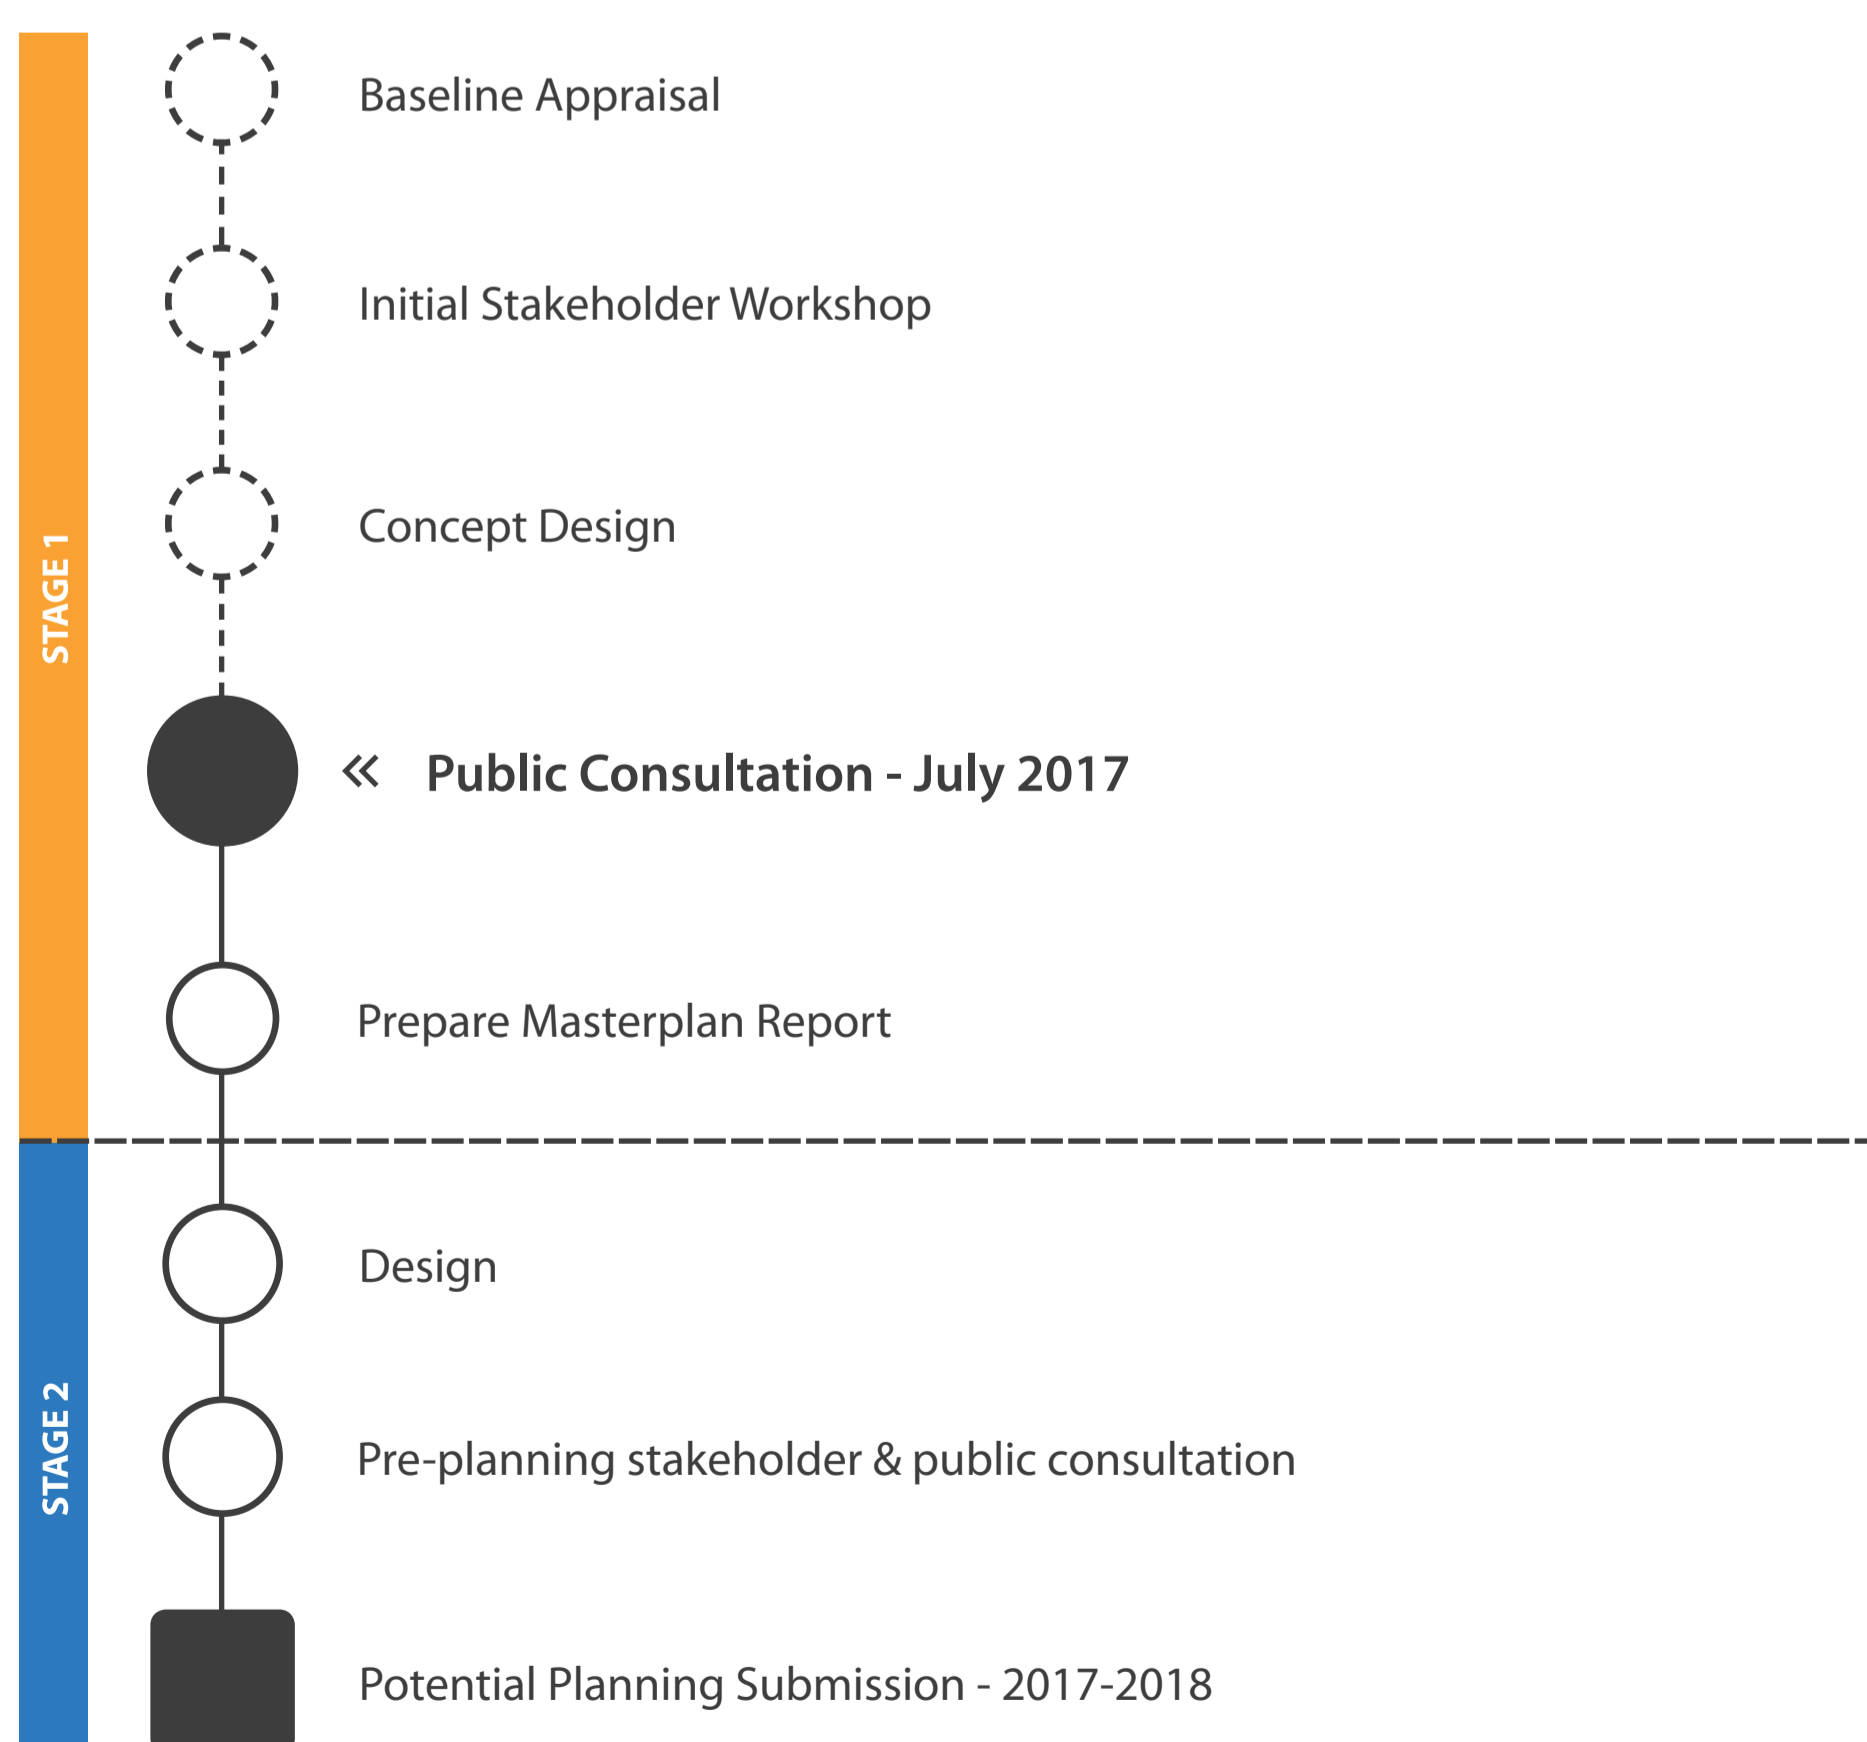 STAGE 1
Baseline Appraisal
Initial Stakeholder Workshop
Concept Design
« Public Consultation - July 2017
Prepare Masterplan Report
STAGE 2
Design
Pre-planning stakeholder & public consultation
Potential Planning Submission - 2017-2018